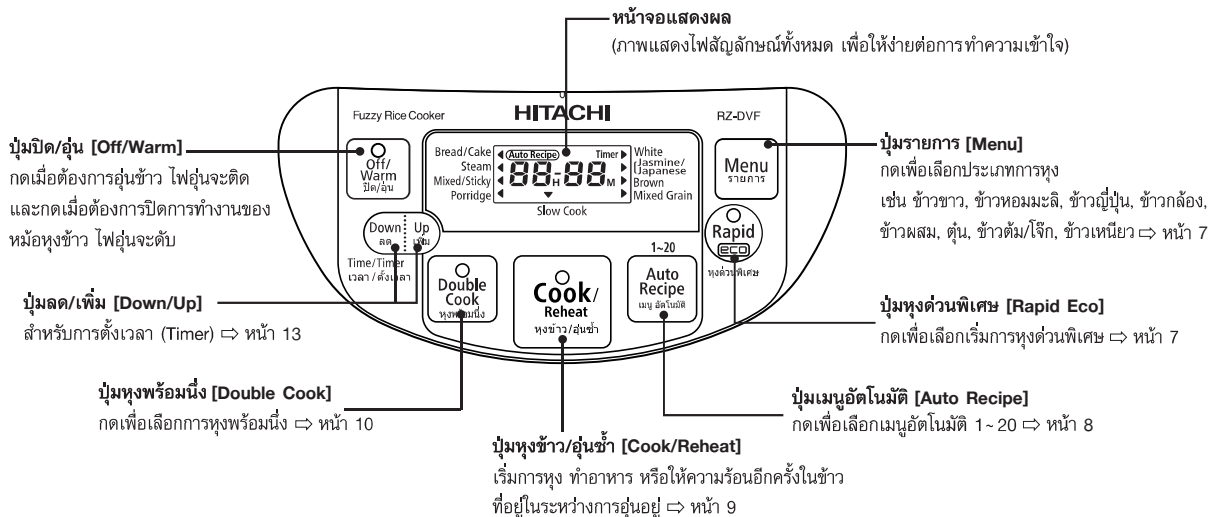 หน้าจอแสดงผล
(ภาพแสดงไฟสัญลักษณ์ทั้งหมด เพื่อให้ง่ายต่อการทำความเข้าใจ)
Fuzzy Rice Cooker
HITACHI
RZ-DVF
ปุ่มปิด/อุ่น [Off/Warm]
กดเมื่อต้องการอุ่นข้าว ไฟอุ่นจะติด
และกดเมื่อต้องการปิดการทำงานของ
หม้อหุงข้าว ไฟอุ่นจะดับ
Off/
Warm
ปิด/อุ่น
Bread/Cake
Steam
Mixed/Sticky
Porridge
Auto Recipe
Timer
88:88
H
M
Slow Cook
White
(Jasmine/
Japanese
Brown
Mixed Grain
Menu
รายการ
ปุ่มรายการ [Menu]
กดเพื่อเลือกประเภทการหุง
เช่น ข้าวขาว, ข้าวหอมมะลิ, ข้าวญี่ปุ่น, ข้าวกล้อง,
ข้าวผสม, ตุ๋น, ข้าวต้ม/โจ๊ก, ข้าวเหนียว ⇨ หน้า 7
Down
ลด
Up
เพิ่ม
Time/Timer
เวลา/ตั้งเวลา
Rapid
eco
หุงด่วนพิเศษ
1~20
Double
Cook
หุงพร้อมนึ่ง
Cook/
Reheat
หุงข้าว/อุ่นซ้ำ
Auto
Recipe
เมนู อัตโนมัติ
ปุ่มลด/เพิ่ม [Down/Up]
สำหรับการตั้งเวลา (Timer) ⇨ หน้า 13
ปุ่มหุงด่วนพิเศษ [Rapid Eco]
กดเพื่อเลือกเริ่มการหุงด่วนพิเศษ ⇨ หน้า 7
ปุ่มหุงพร้อมนึ่ง [Double Cook]
กดเพื่อเลือกการหุงพร้อมนึ่ง ⇨ หน้า 10
ปุ่มเมนูอัตโนมัติ [Auto Recipe]
กดเพื่อเลือกเมนูอัตโนมัติ 1~20 ⇨ หน้า 8
ปุ่มหุงข้าว/อุ่นซ้ำ [Cook/Reheat]
เริ่มการหุง ทำอาหาร หรือให้ความร้อนอีกครั้งในข้าว
ที่อยู่ในระหว่างการอุ่นอยู่ ⇨ หน้า 9